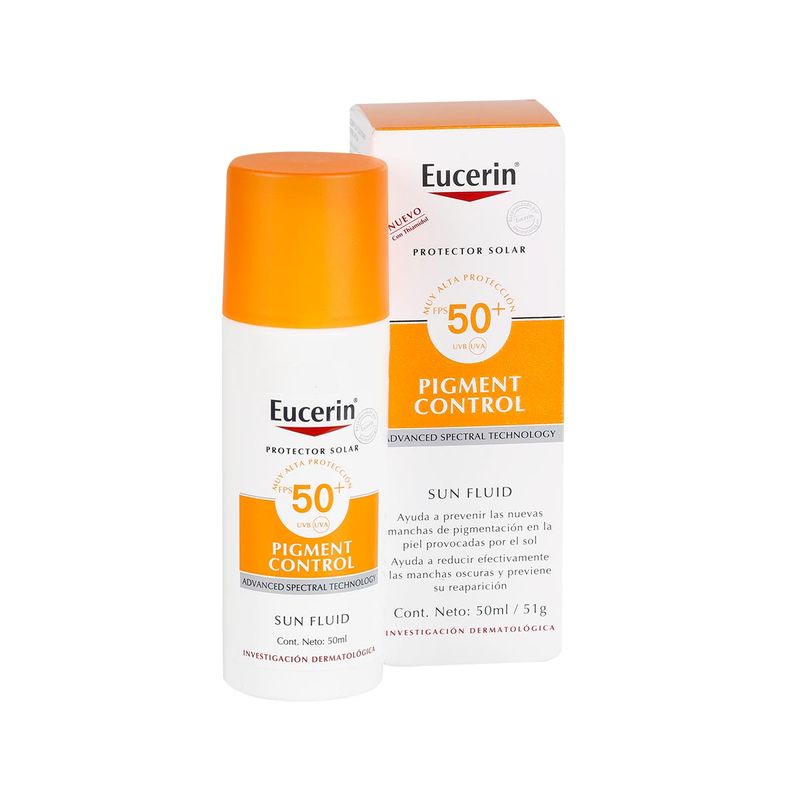 Eucerin®
NUEVO
Con Thiamidol
PROTECTOR SOLAR
MUY ALTA PROTECCIÓN
FPS 50+
UVB UVA
PIGMENT
CONTROL
ADVANCED SPECTRAL TECHNOLOGY
SUN FLUID
Ayuda a prevenir las nuevas
manchas de pigmentación en la
piel provocadas por el sol
Ayuda a reducir efectivamente
las manchas oscuras y previene
su reaparición
Cont. Neto: 50ml / 51g
INVESTIGACIÓN DERMATOLÓGICA
Eucerin®
PROTECTOR SOLAR
MUY ALTA PROTECCIÓN
FPS 50+
UVB UVA
PIGMENT
CONTROL
ADVANCED SPECTRAL TECHNOLOGY
SUN FLUID
Cont. Neto: 50ml
INVESTIGACIÓN DERMATOLÓGICA